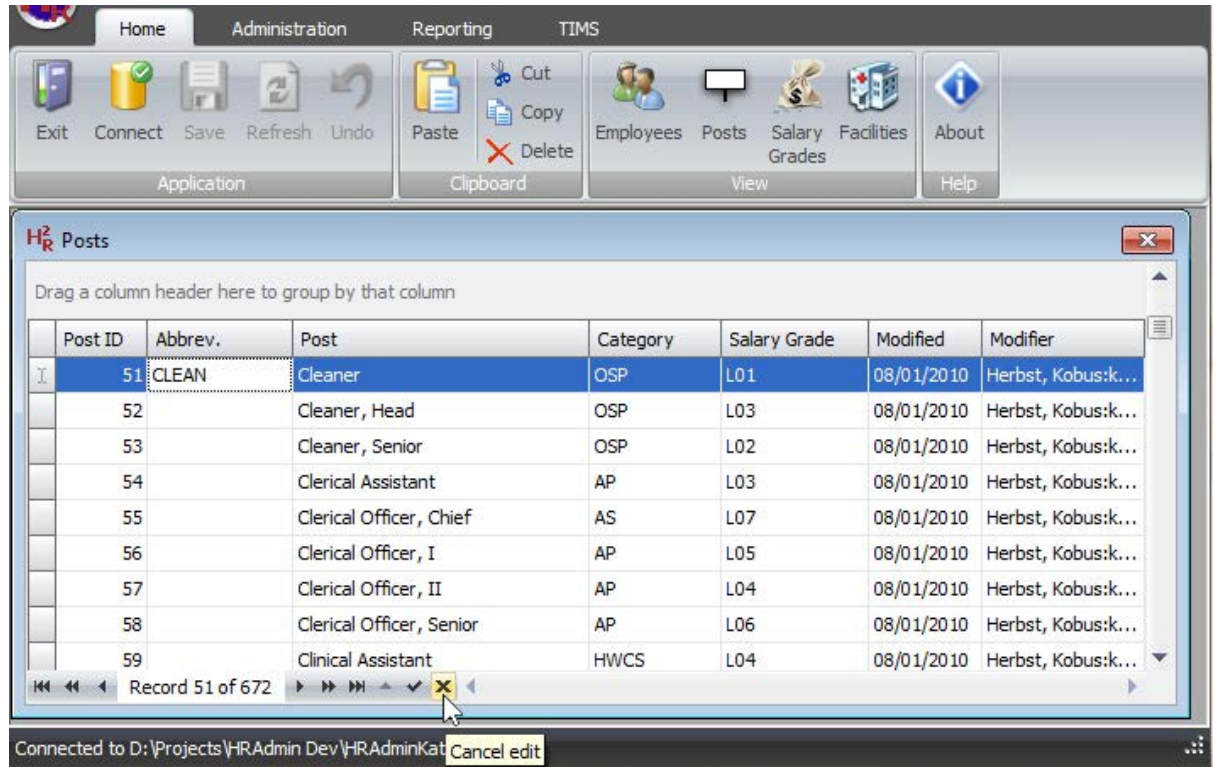 Home Administration Reporting TIMS
Exit Connect Save Refresh Undo Paste Cut Copy Delete Employees Posts Salary Grades Facilities About
Application Clipboard View Help
H2R Posts
Drag a column header here to group by that column
Post ID Abbrev. Post Category Salary Grade Modified Modifier
51 CLEAN Cleaner OSP L01 08/01/2010 Herbst, Kobus:k...
52 Cleaner, Head OSP L03 08/01/2010 Herbst, Kobus:k...
53 Cleaner, Senior OSP L02 08/01/2010 Herbst, Kobus:k...
54 Clerical Assistant AP L03 08/01/2010 Herbst, Kobus:k...
55 Clerical Officer, Chief AS L07 08/01/2010 Herbst, Kobus:k...
56 Clerical Officer, I AP L05 08/01/2010 Herbst, Kobus:k...
57 Clerical Officer, II AP L04 08/01/2010 Herbst, Kobus:k...
58 Clerical Officer, Senior AP L06 08/01/2010 Herbst, Kobus:k...
59 Clinical Assistant HWCS L04 08/01/2010 Herbst, Kobus:k...
Record 51 of 672
Connected to D:\Projects\HRAdmin Dev\HRAdminKat
Cancel edit